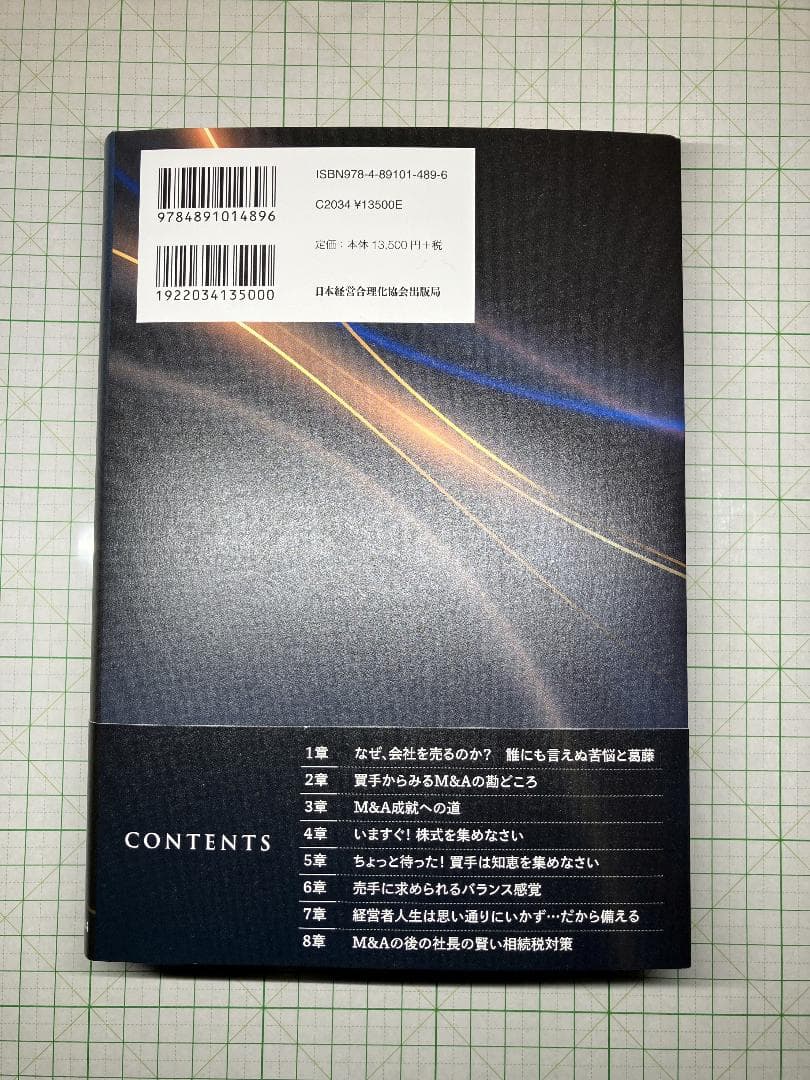 ISBN978-4-89101-489-6
9784891014896
C2034 ¥13500E
定価：本体 13,500円＋税
1922034135000
日本経営合理化協会出版局
CONTENTS
1章 なぜ、会社を売るのか？ 誰にも言えぬ苦悩と葛藤
2章 買手からみるM&Aの勘どころ
3章 M&A成就への道
4章 いますぐ！株式を集めなさい
5章 ちょっと待った！買手は知恵を集めなさい
6章 売手に求められるバランス感覚
7章 経営者人生は思い通りにいかず…だから備える
8章 M&Aの後の社長の賢い相続税対策